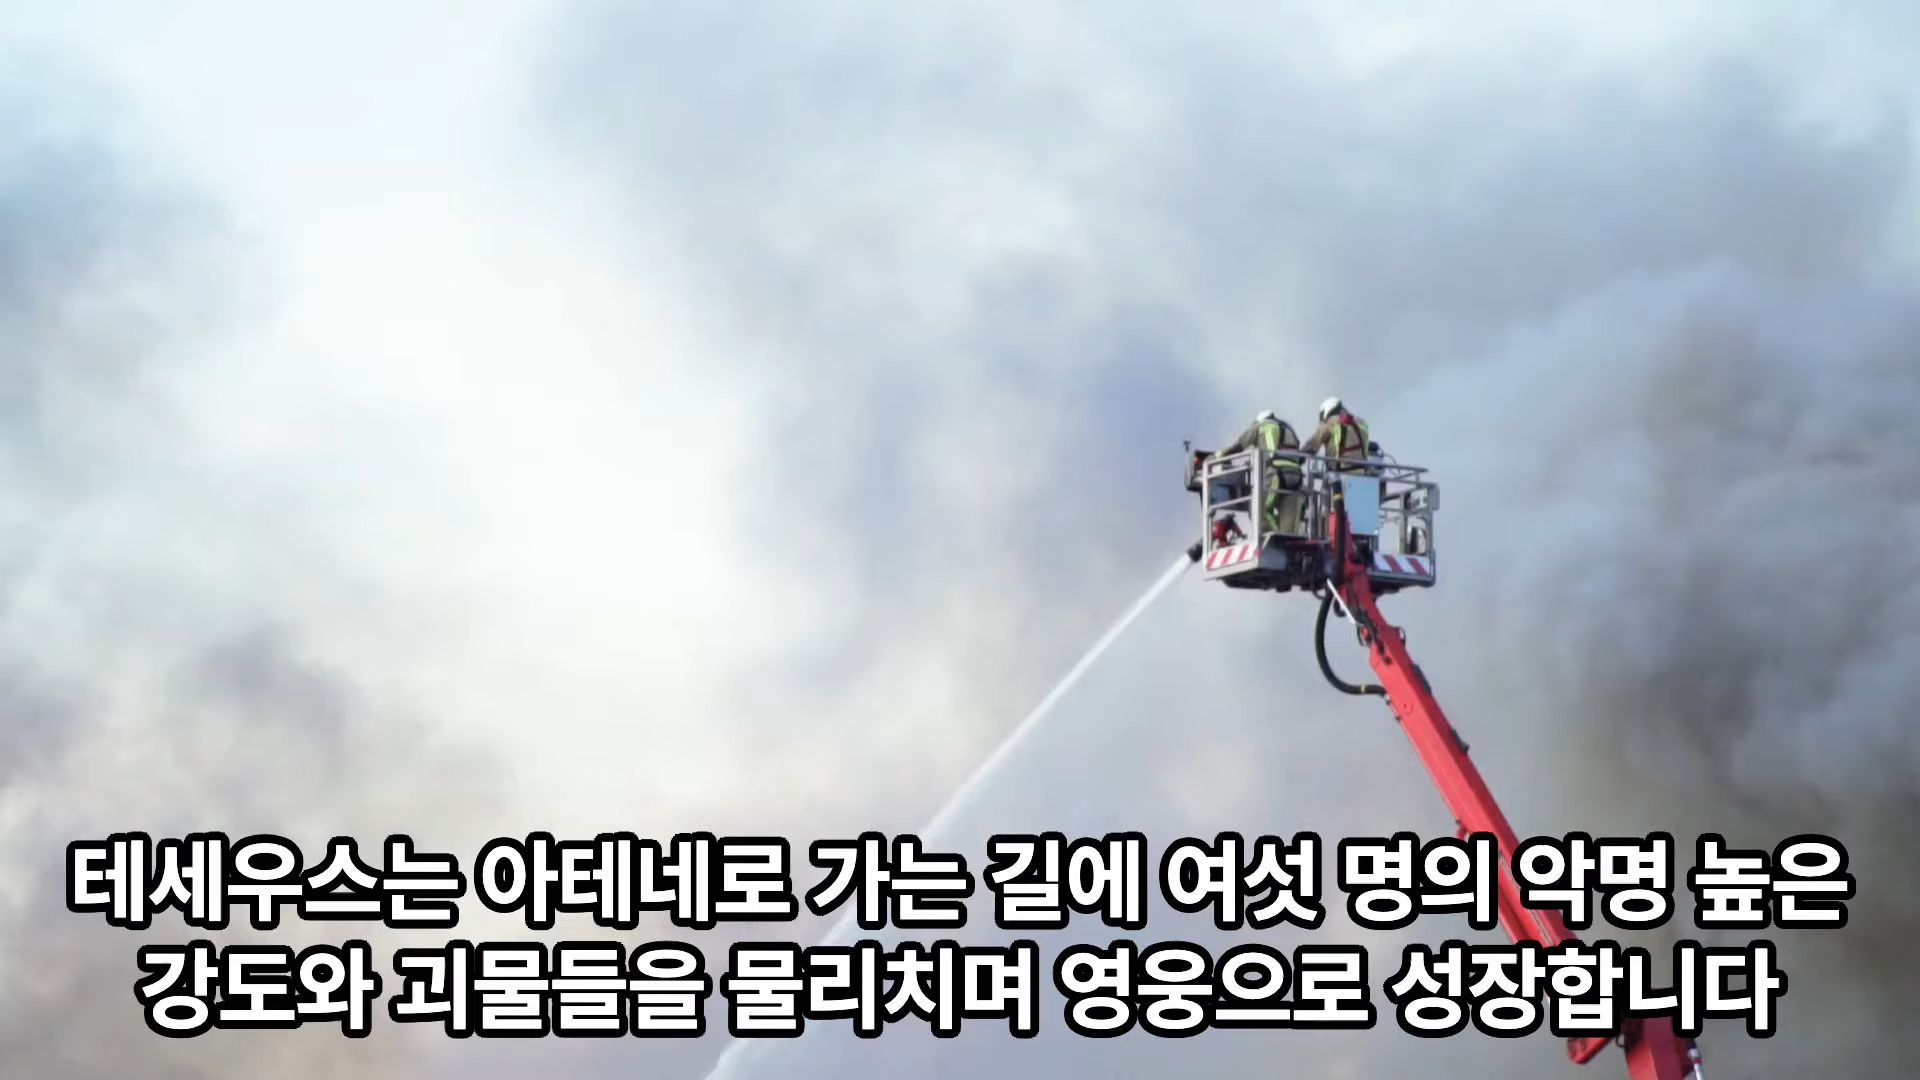 테세우스는 아테네로 가는 길에 여섯 명의 악명 높은
강도와 괴물들을 물리치며 영웅으로 성장합니다